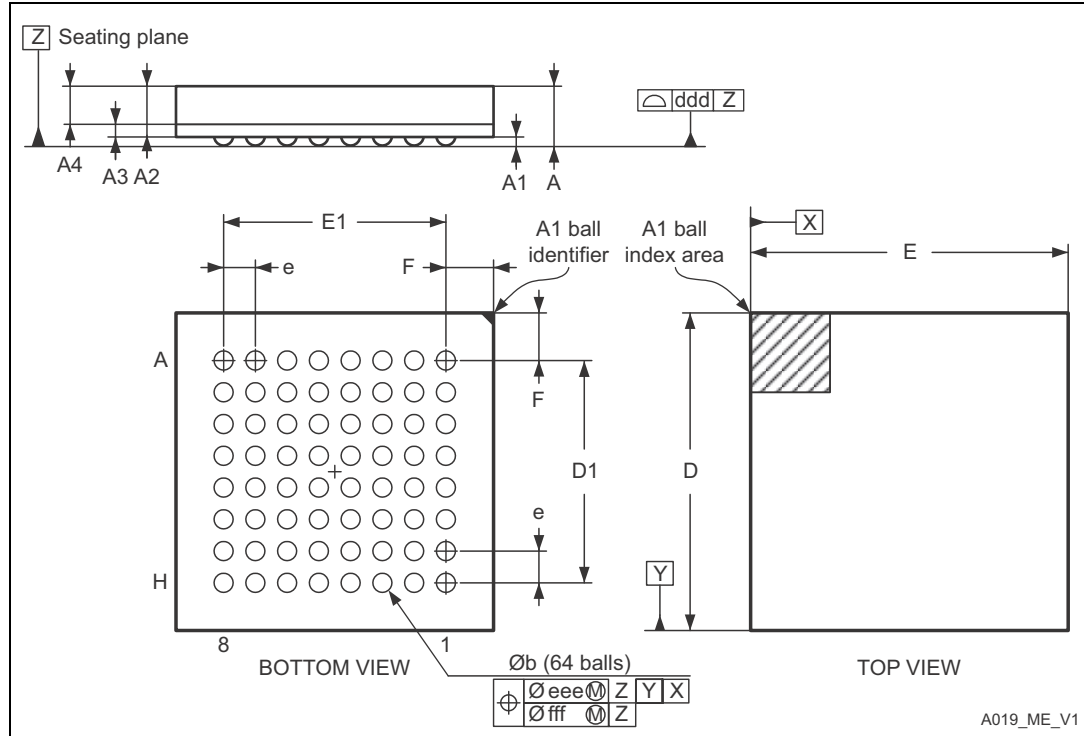 Z Seating plane
ddd Z
A4
A3 A2
A1 A
E1
e
F
A1 ball
identifier
A1 ball
index area
X
E
A
F
D1
D
e
H
Y
8
1
BOTTOM VIEW
Øb (64 balls)
TOP VIEW
Ø eee Ⓜ Z Y X
Ø fff Ⓜ Z
A019_ME_V1